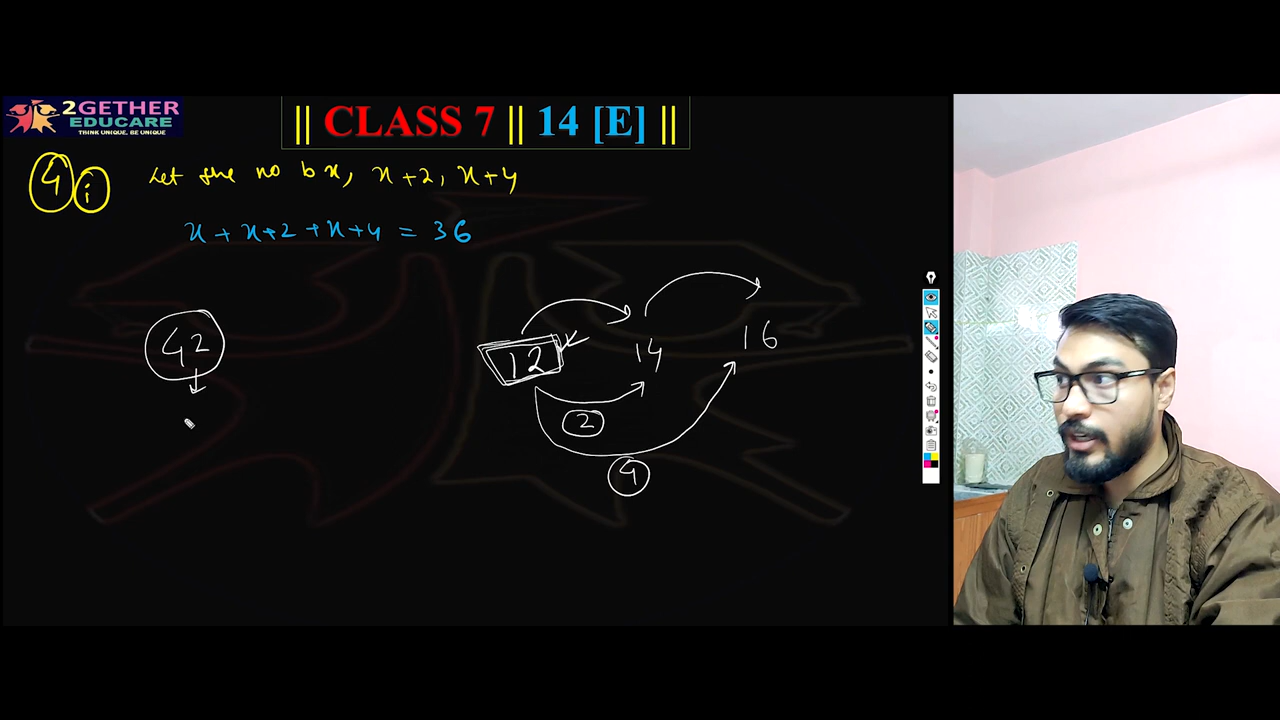 2GETHER
EDUCARE
THINK UNIQUE, BE UNIQUE
|| CLASS 7 || 14 [E] ||
4 i Let the no b x, x+2, x+4
x + x+2 + x+4 = 36
42
12 14 16
2
4